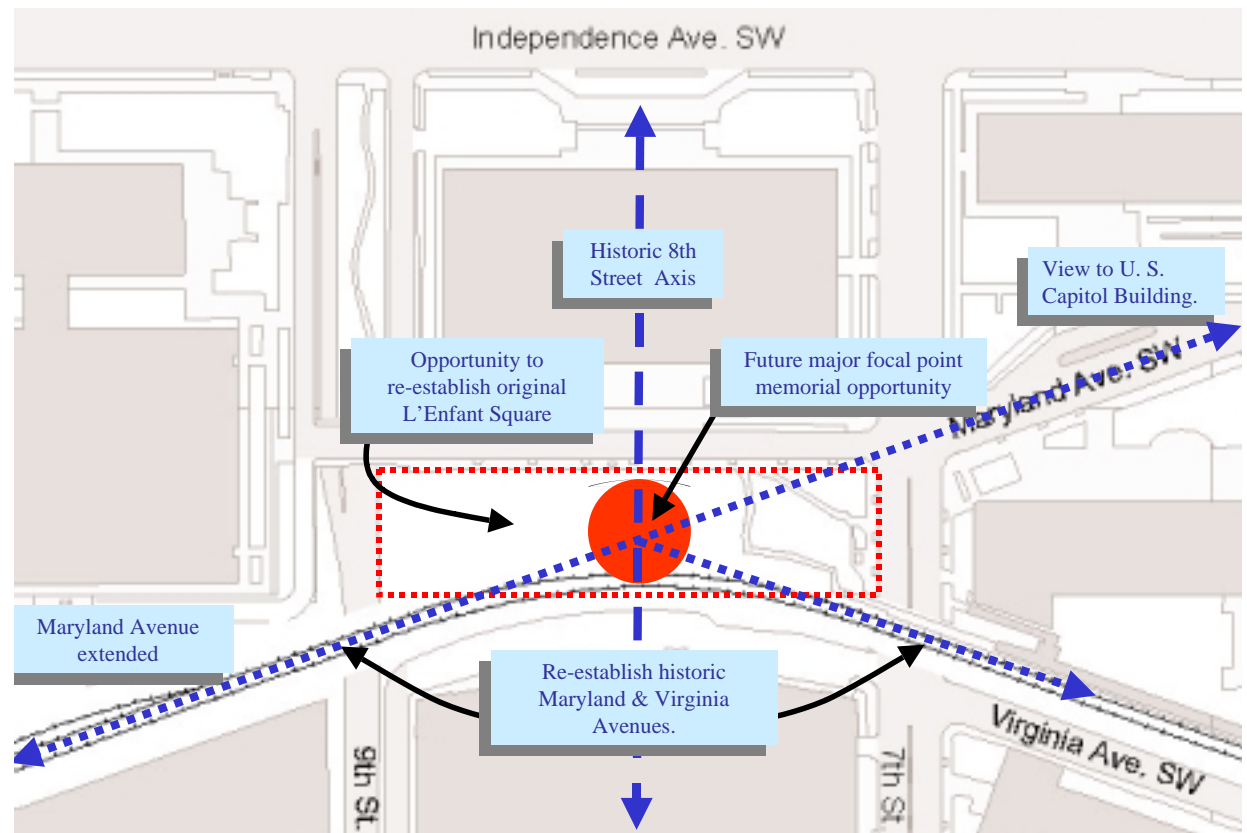 Independence Ave. SW
Historic 8th
Street Axis
View to U. S.
Capitol Building.
Opportunity to
re-establish original
L’Enfant Square
Future major focal point
memorial opportunity
Maryland Ave. SW
Maryland Avenue
extended
Re-establish historic
Maryland & Virginia
Avenues.
Virginia Ave. SW
9th St.
7th St.